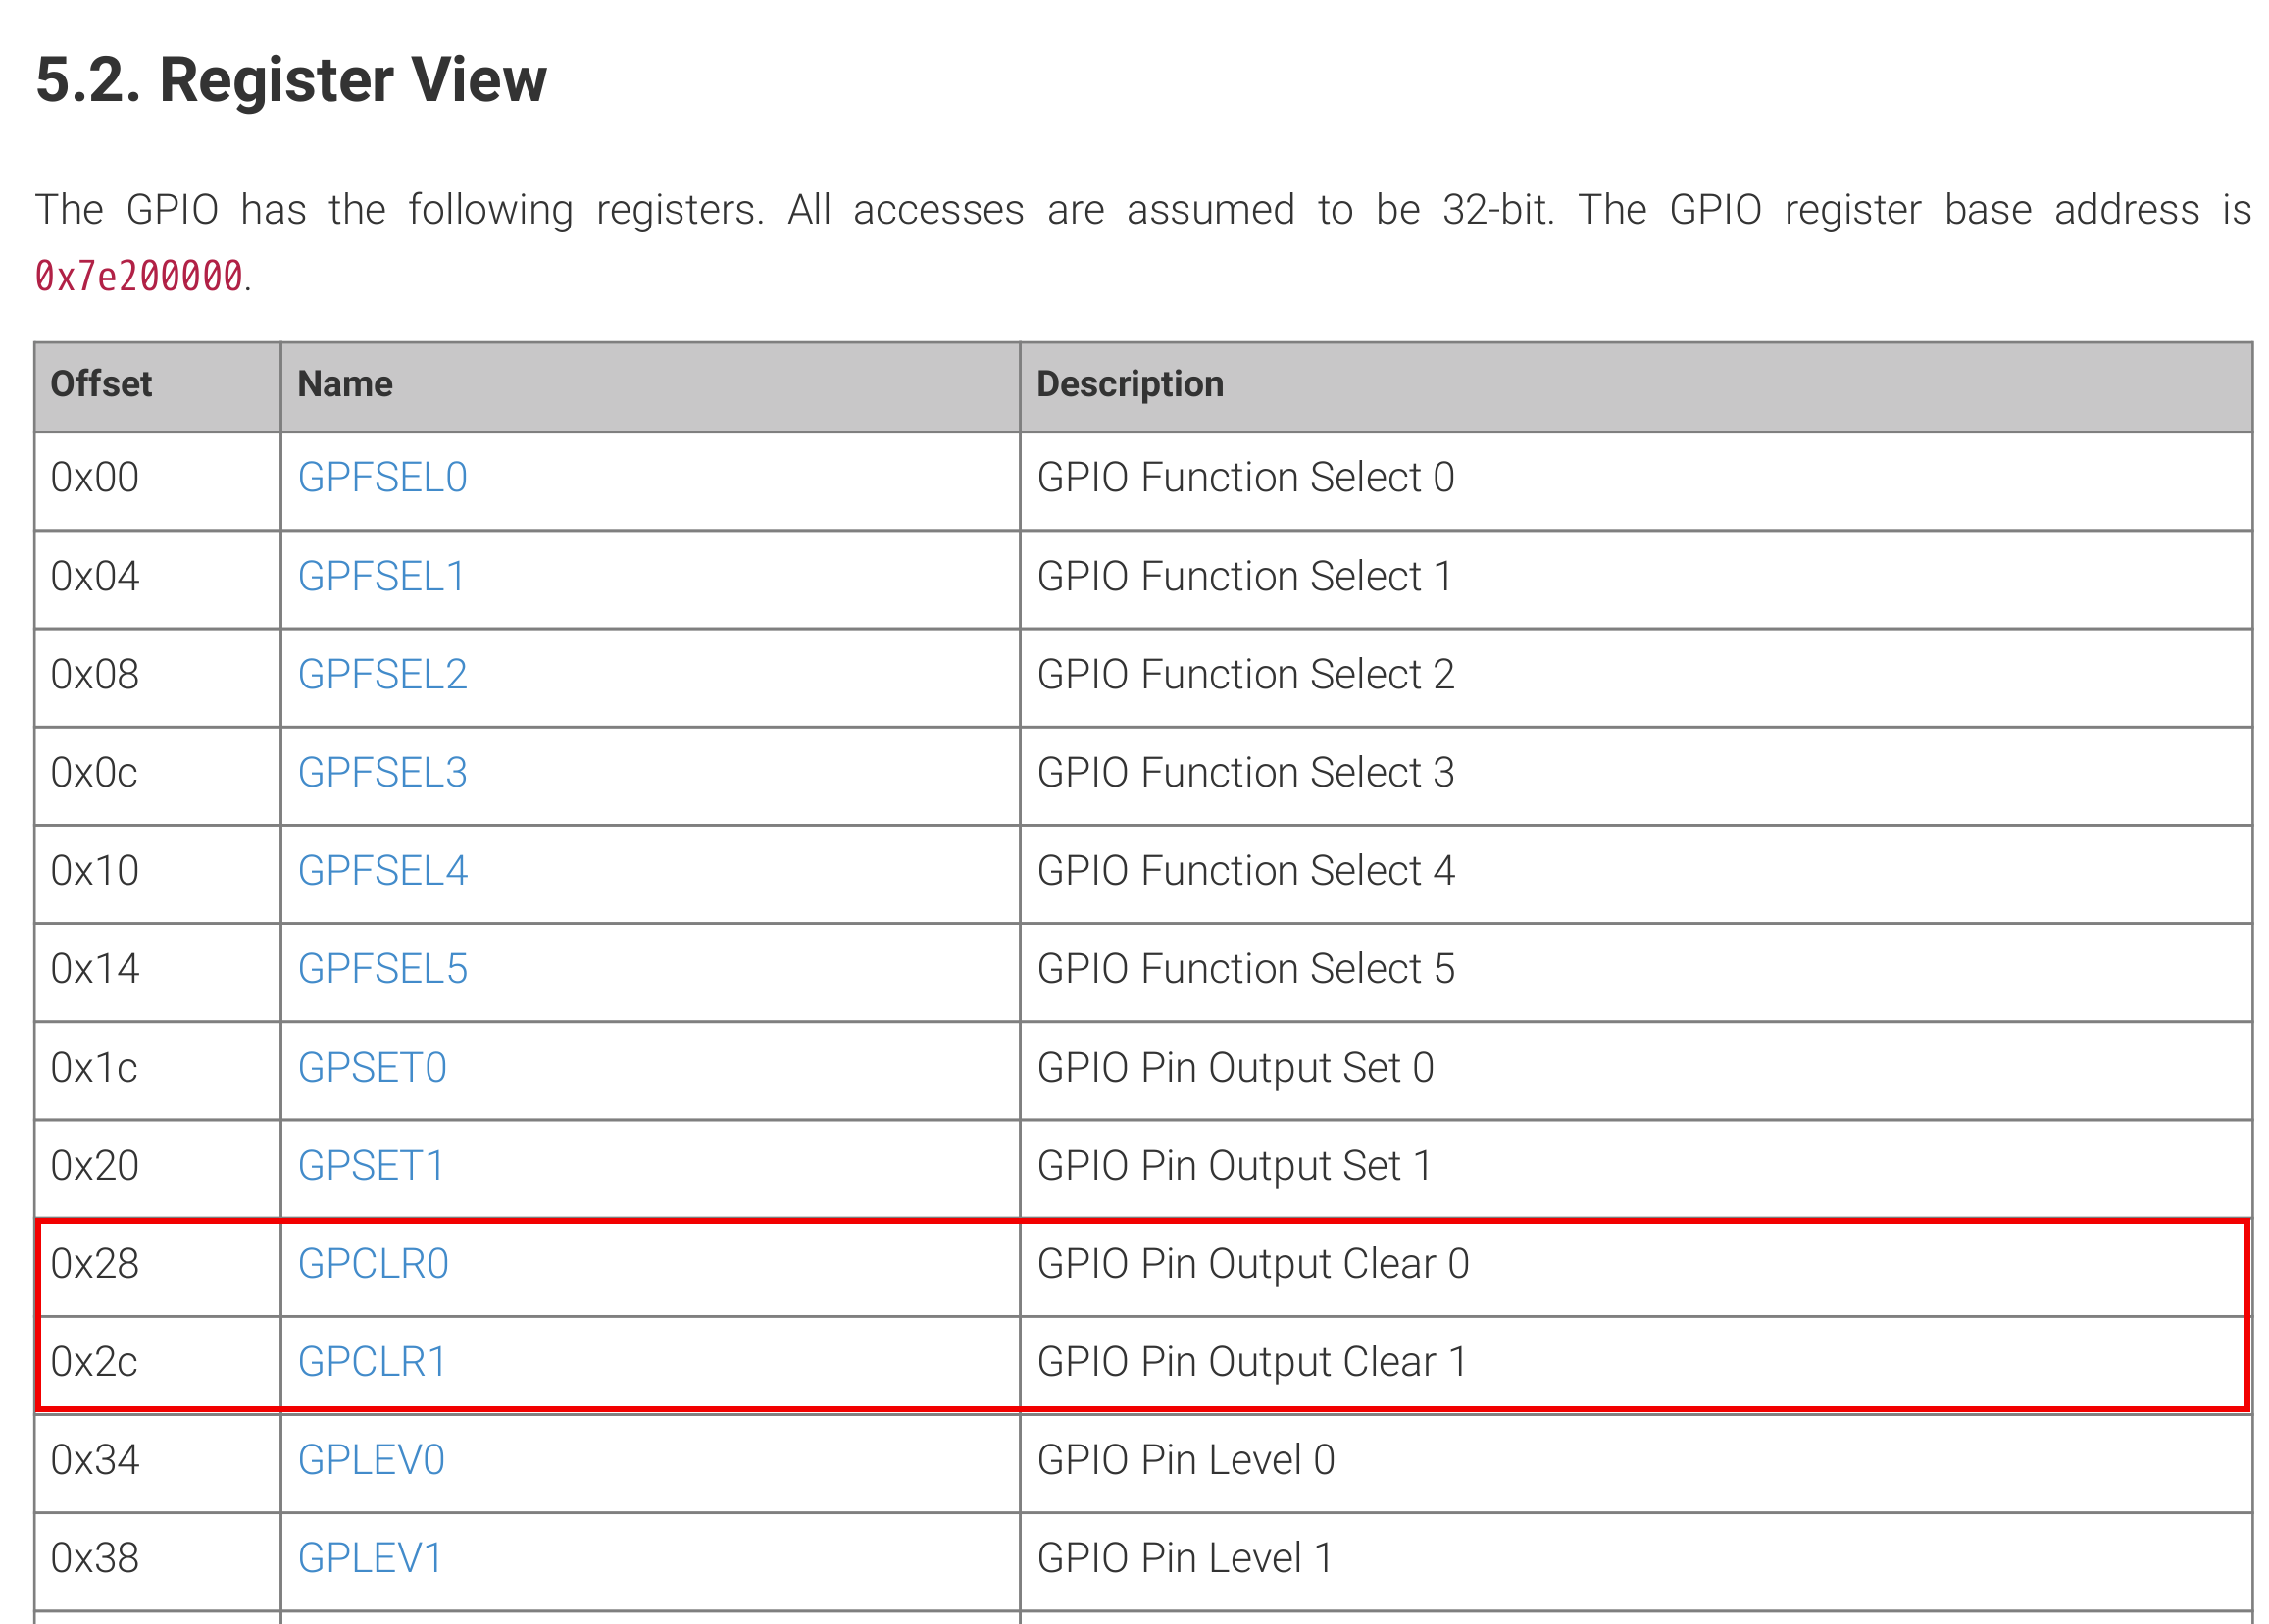 5.2. Register View
The GPIO has the following registers. All accesses are assumed to be 32-bit. The GPIO register base address is
0x7e200000.
Offset Name Description
0x00 GPFSEL0 GPIO Function Select 0
0x04 GPFSEL1 GPIO Function Select 1
0x08 GPFSEL2 GPIO Function Select 2
0x0c GPFSEL3 GPIO Function Select 3
0x10 GPFSEL4 GPIO Function Select 4
0x14 GPFSEL5 GPIO Function Select 5
0x1c GPSET0 GPIO Pin Output Set 0
0x20 GPSET1 GPIO Pin Output Set 1
0x28 GPCLR0 GPIO Pin Output Clear 0
0x2c GPCLR1 GPIO Pin Output Clear 1
0x34 GPLEV0 GPIO Pin Level 0
0x38 GPLEV1 GPIO Pin Level 1